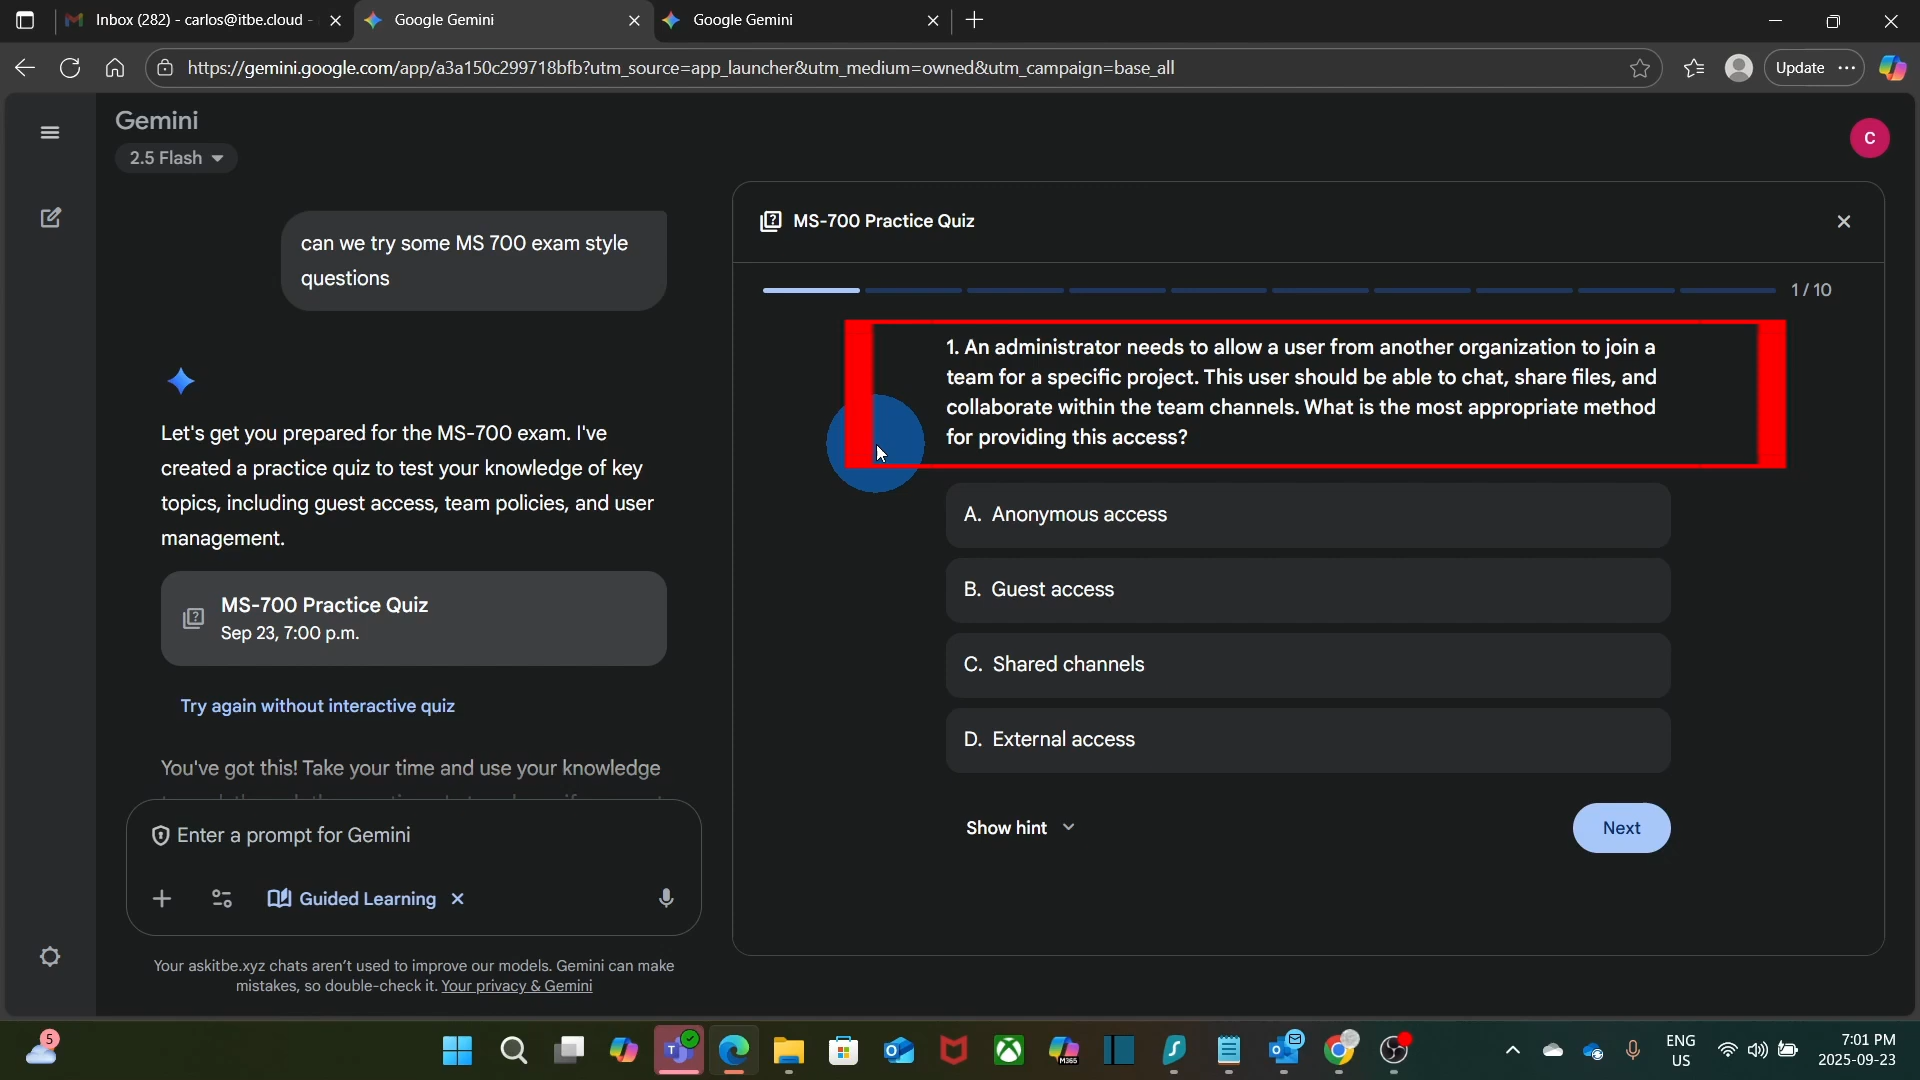 Inbox (282) - carlos@itbe.cloud -
Google Gemini
Google Gemini
https://gemini.google.com/app/a3a150c299718bfb?utm_source=app_launcher&utm_medium=owned&utm_campaign=base_all
Update
Gemini
2.5 Flash
C
can we try some MS 700 exam style
questions
Let's get you prepared for the MS-700 exam. I've
created a practice quiz to test your knowledge of key
topics, including guest access, team policies, and user
management.
MS-700 Practice Quiz
Sep 23, 7:00 p.m.
Try again without interactive quiz
You've got this! Take your time and use your knowledge
Enter a prompt for Gemini
Guided Learning
Your askitbe.xyz chats aren't used to improve our models. Gemini can make
mistakes, so double-check it. Your privacy & Gemini
MS-700 Practice Quiz
1 / 10
1. An administrator needs to allow a user from another organization to join a
team for a specific project. This user should be able to chat, share files, and
collaborate within the team channels. What is the most appropriate method
for providing this access?
A. Anonymous access
B. Guest access
C. Shared channels
D. External access
Show hint
Next
5
M365
ENG
US
7:01 PM
2025-09-23